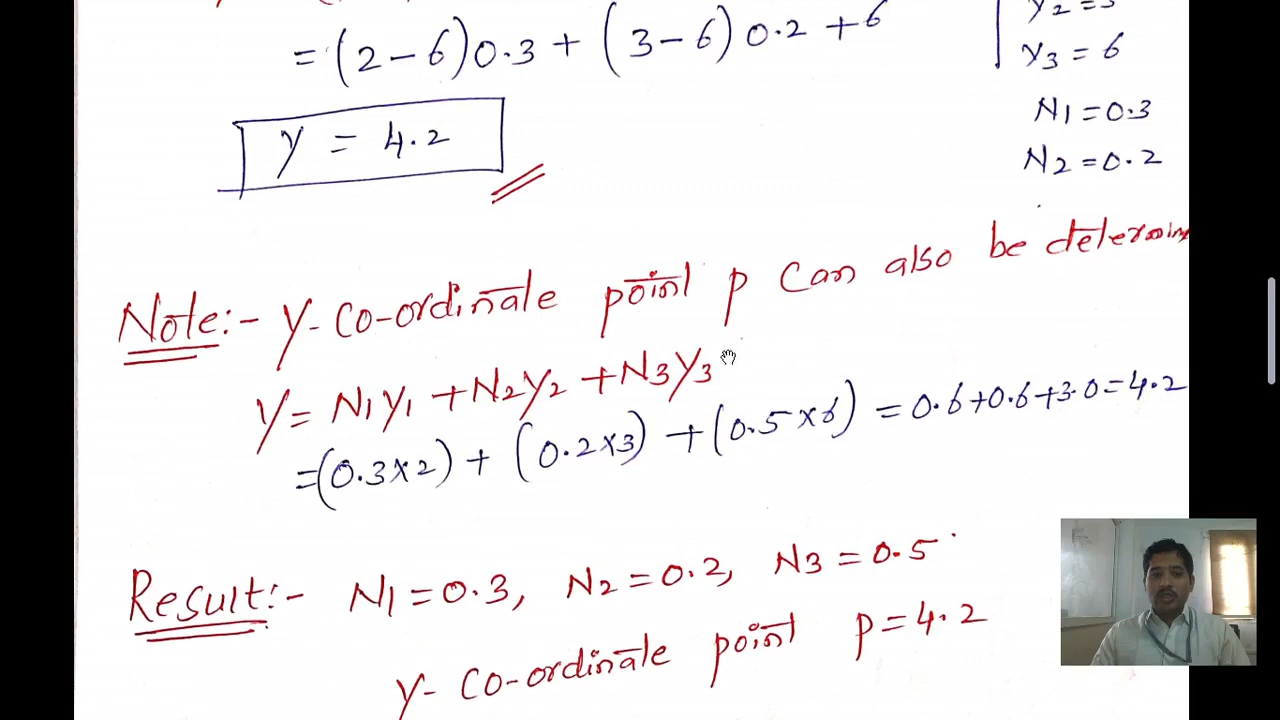 = (2-6)0.3 + (3-6)0.2 + 6
y = 4.2
y2 =
y3 = 6
N1 = 0.3
N2 = 0.2
Note:- y-co-ordinate point p can also be
y = N1y1 + N2y2 + N3y3
= (0.3×2) + (0.2×3) + (0.5×6) = 0.6+0.6+3.0=4.2
Result:- N1 = 0.3, N2 = 0.2, N3 = 0.5
y- co-ordinate point p = 4.2